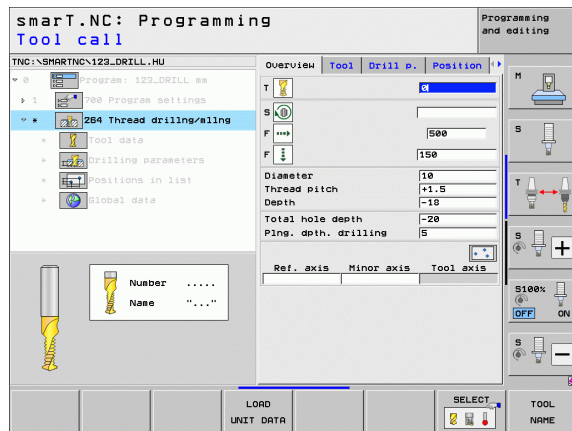 smarT.NC: Programming
Tool call
Programming
and editing
TNC:\SMARTNC\123_DRILL.HU
0 Program: 123_DRILL mm
1 700 Program settings
* 264 Thread drillng/mllng
* Tool data
* Drilling parameters
* Positions in list
* Global data
Number .....
Name "..."
Overview Tool Drill p. Position
T 0
S
F 500
F 150
Diameter 10
Thread pitch +1.5
Depth -18
Total hole depth -20
Plng. dpth. drilling 5
Ref. axis Minor axis Tool axis
M
S
T
S
S100%
OFF ON
S
LOAD
UNIT DATA
SELECT
TOOL
NAME